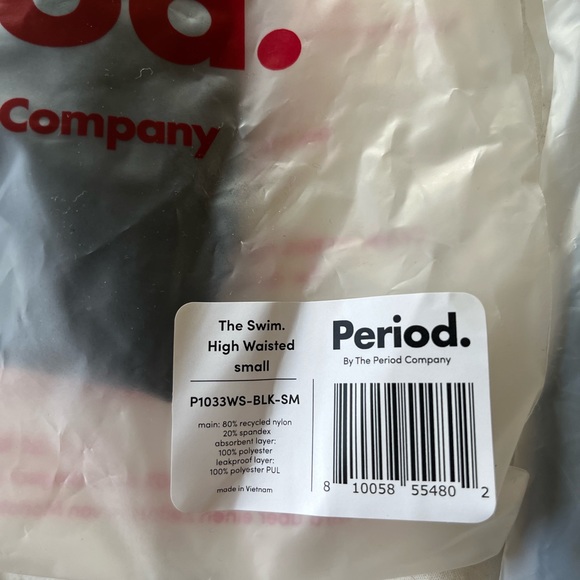 od.
Company
The Swim.
High Waisted
small
P1033WS-BLK-SM
main: 80% recycled nylon
20% spandex
absorbent layer:
100% polyester
leakproof layer:
100% polyester PUL
made in Vietnam
Period.
By The Period Company
8 10058 55480 2